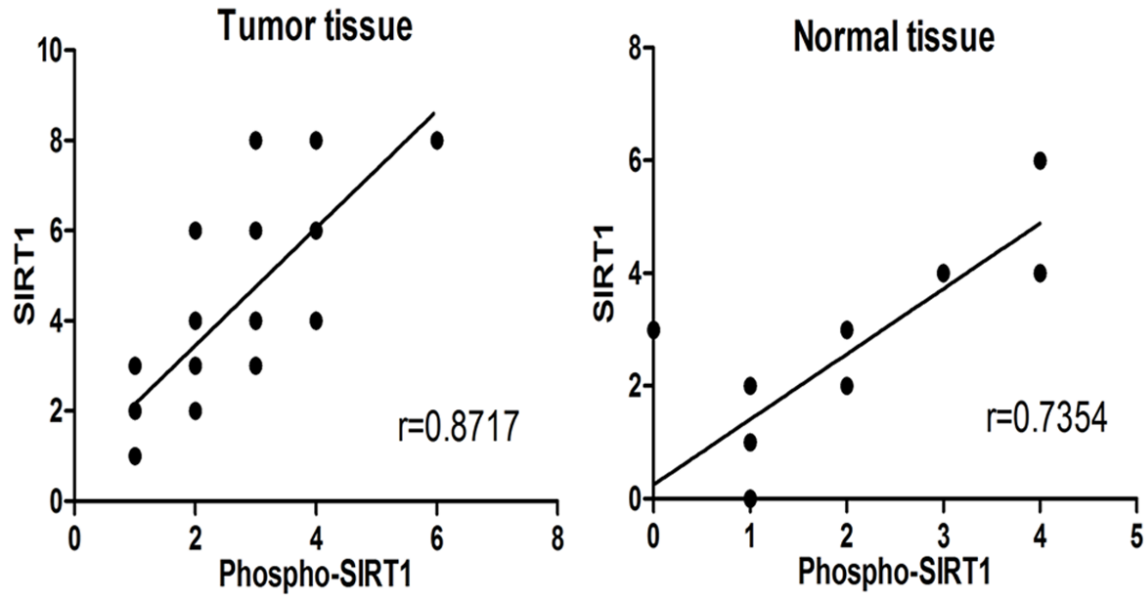 Tumor tissue
10
8
6
4
2
0
SIRT1
r=0.8717
0 2 4 6 8
Phospho-SIRT1
Normal tissue
8
6
4
2
0
SIRT1
r=0.7354
0 1 2 3 4 5
Phospho-SIRT1